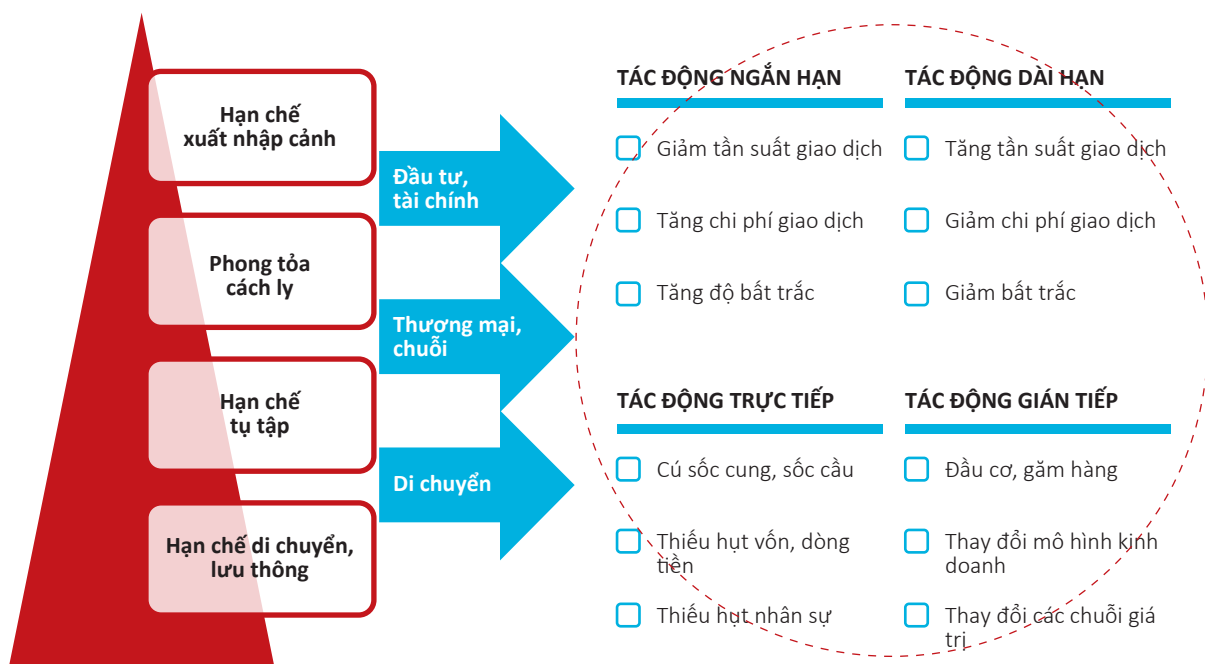 Hạn chế
xuất nhập cảnh
Phong tỏa
cách ly
Hạn chế
tụ tập
Hạn chế di chuyển,
lưu thông
Đầu tư,
tài chính
Thương mại,
chuỗi
Di chuyển
TÁC ĐỘNG NGẮN HẠN
Giảm tần suất giao dịch
Tăng chi phí giao dịch
Tăng độ bất trắc
TÁC ĐỘNG DÀI HẠN
Tăng tần suất giao dịch
Giảm chi phí giao dịch
Giảm bất trắc
TÁC ĐỘNG TRỰC TIẾP
Cú sốc cung, sốc cầu
Thiếu hụt vốn, dòng
tiền
Thiếu hụt nhân sự
TÁC ĐỘNG GIÁN TIẾP
Đầu cơ, găm hàng
Thay đổi mô hình kinh
doanh
Thay đổi các chuỗi giá
trị